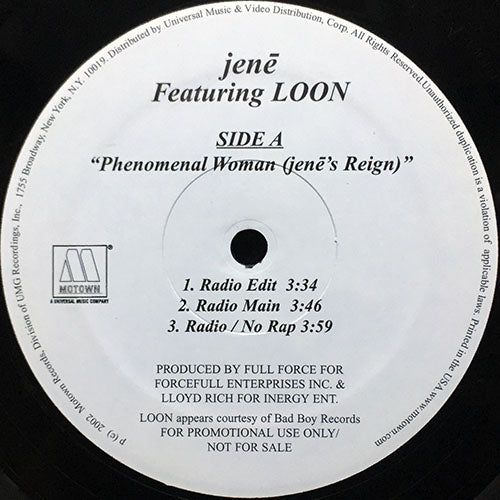 jenē
Featuring LOON
SIDE A
“Phenomenal Woman (jenē's Reign)”
M
MOTOWN
A UNIVERSAL MUSIC COMPANY
1. Radio Edit 3:34
2. Radio Main 3:46
3. Radio / No Rap 3:59
PRODUCED BY FULL FORCE FOR
FORCEFULL ENTERPRISES INC. &
LLOYD RICH FOR INERGY ENT.
LOON appears courtesy of Bad Boy Records
FOR PROMOTIONAL USE ONLY/
NOT FOR SALE
p (c) 2002 Motown Records, Division of UMG Recordings, Inc., 1755 Broadway, New York, N.Y. 10019. Distributed by Universal Music & Video Distribution, Corp. All Rights Reserved.Unauthorized duplication is a violation of applicable laws. Printed in the USA.www.motown.com.